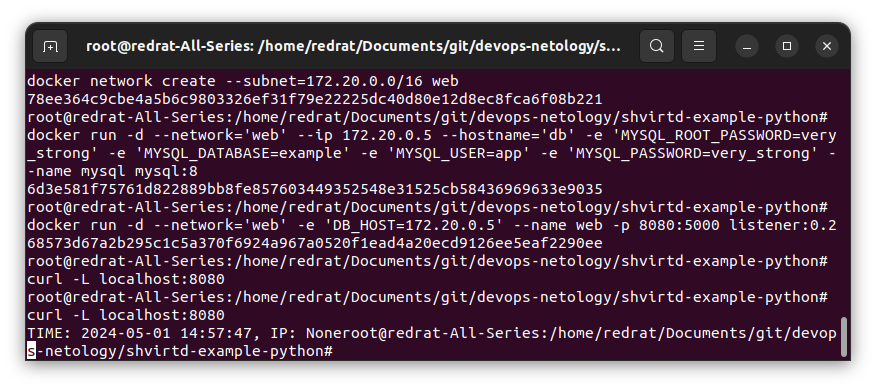 root@redrat-All-Series: /home/redrat/Documents/git/devops-netology/s...
docker network create --subnet=172.20.0.0/16 web
78ee364c9cbe4a5b6c9803326ef31f79e22225dc40d80e12d8ec8fca6f08b221
root@redrat-All-Series:/home/redrat/Documents/git/devops-netology/shvirtd-example-python#
docker run -d --network='web' --ip 172.20.0.5 --hostname='db' -e 'MYSQL_ROOT_PASSWORD=very
_strong' -e 'MYSQL_DATABASE=example' -e 'MYSQL_USER=app' -e 'MYSQL_PASSWORD=very_strong' -
-name mysql mysql:8
6d3e581f75761d822889bb8fe857603449352548e31525cb58436969633e9035
root@redrat-All-Series:/home/redrat/Documents/git/devops-netology/shvirtd-example-python#
docker run -d --network='web' -e 'DB_HOST=172.20.0.5' --name web -p 8080:5000 listener:0.2
68573d67a2b295c1c5a370f6924a967a0520f1ead4a20ecd9126ee5eaf2290ee
root@redrat-All-Series:/home/redrat/Documents/git/devops-netology/shvirtd-example-python#
curl -L localhost:8080
root@redrat-All-Series:/home/redrat/Documents/git/devops-netology/shvirtd-example-python#
curl -L localhost:8080
TIME: 2024-05-01 14:57:47, IP: Noneroot@redrat-All-Series:/home/redrat/Documents/git/devop
s-netology/shvirtd-example-python#